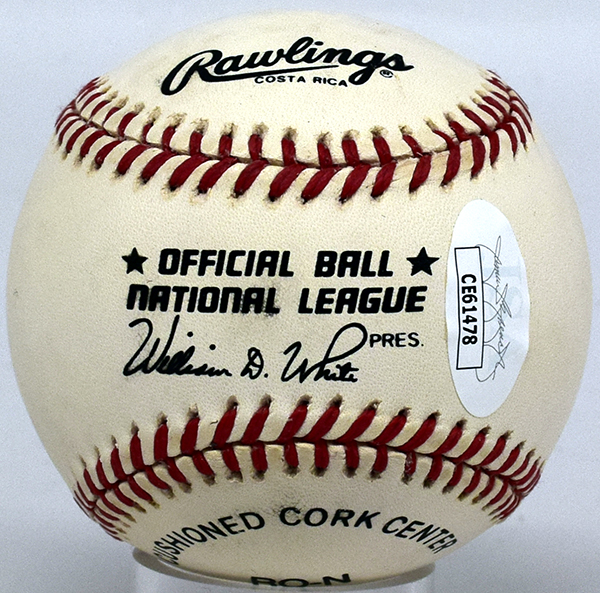 Rawlings®
COSTA RICA
★ OFFICIAL BALL ★
NATIONAL LEAGUE
William D. White PRES.
CE61478
CUSHIONED CORK CENTER
RO-N